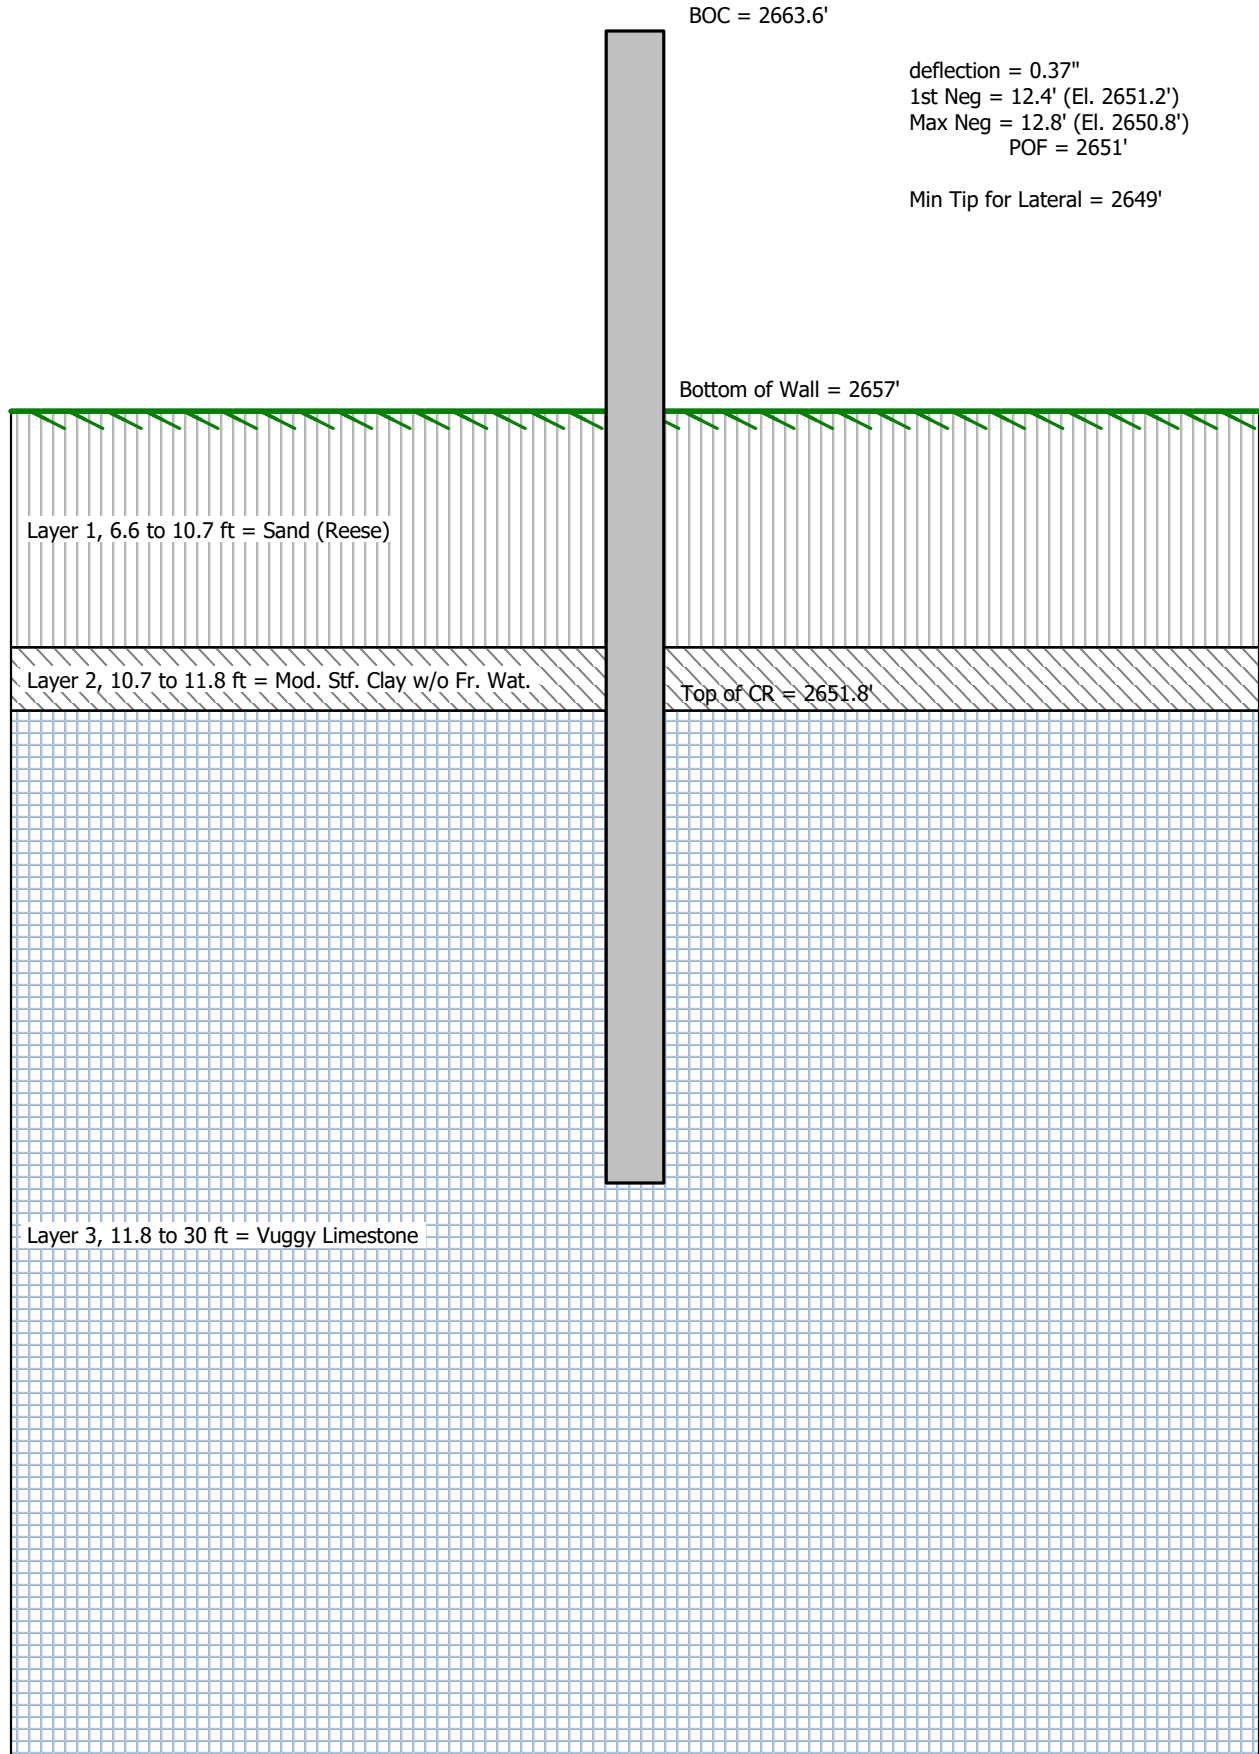 BOC = 2663.6'
deflection = 0.37"
1st Neg = 12.4' (El. 2651.2')
Max Neg = 12.8' (El. 2650.8')
POF = 2651'
Min Tip for Lateral = 2649'
Bottom of Wall = 2657'
Layer 1, 6.6 to 10.7 ft = Sand (Reese)
Layer 2, 10.7 to 11.8 ft = Mod. Stf. Clay w/o Fr. Wat.
Top of CR = 2651.8'
Layer 3, 11.8 to 30 ft = Vuggy Limestone